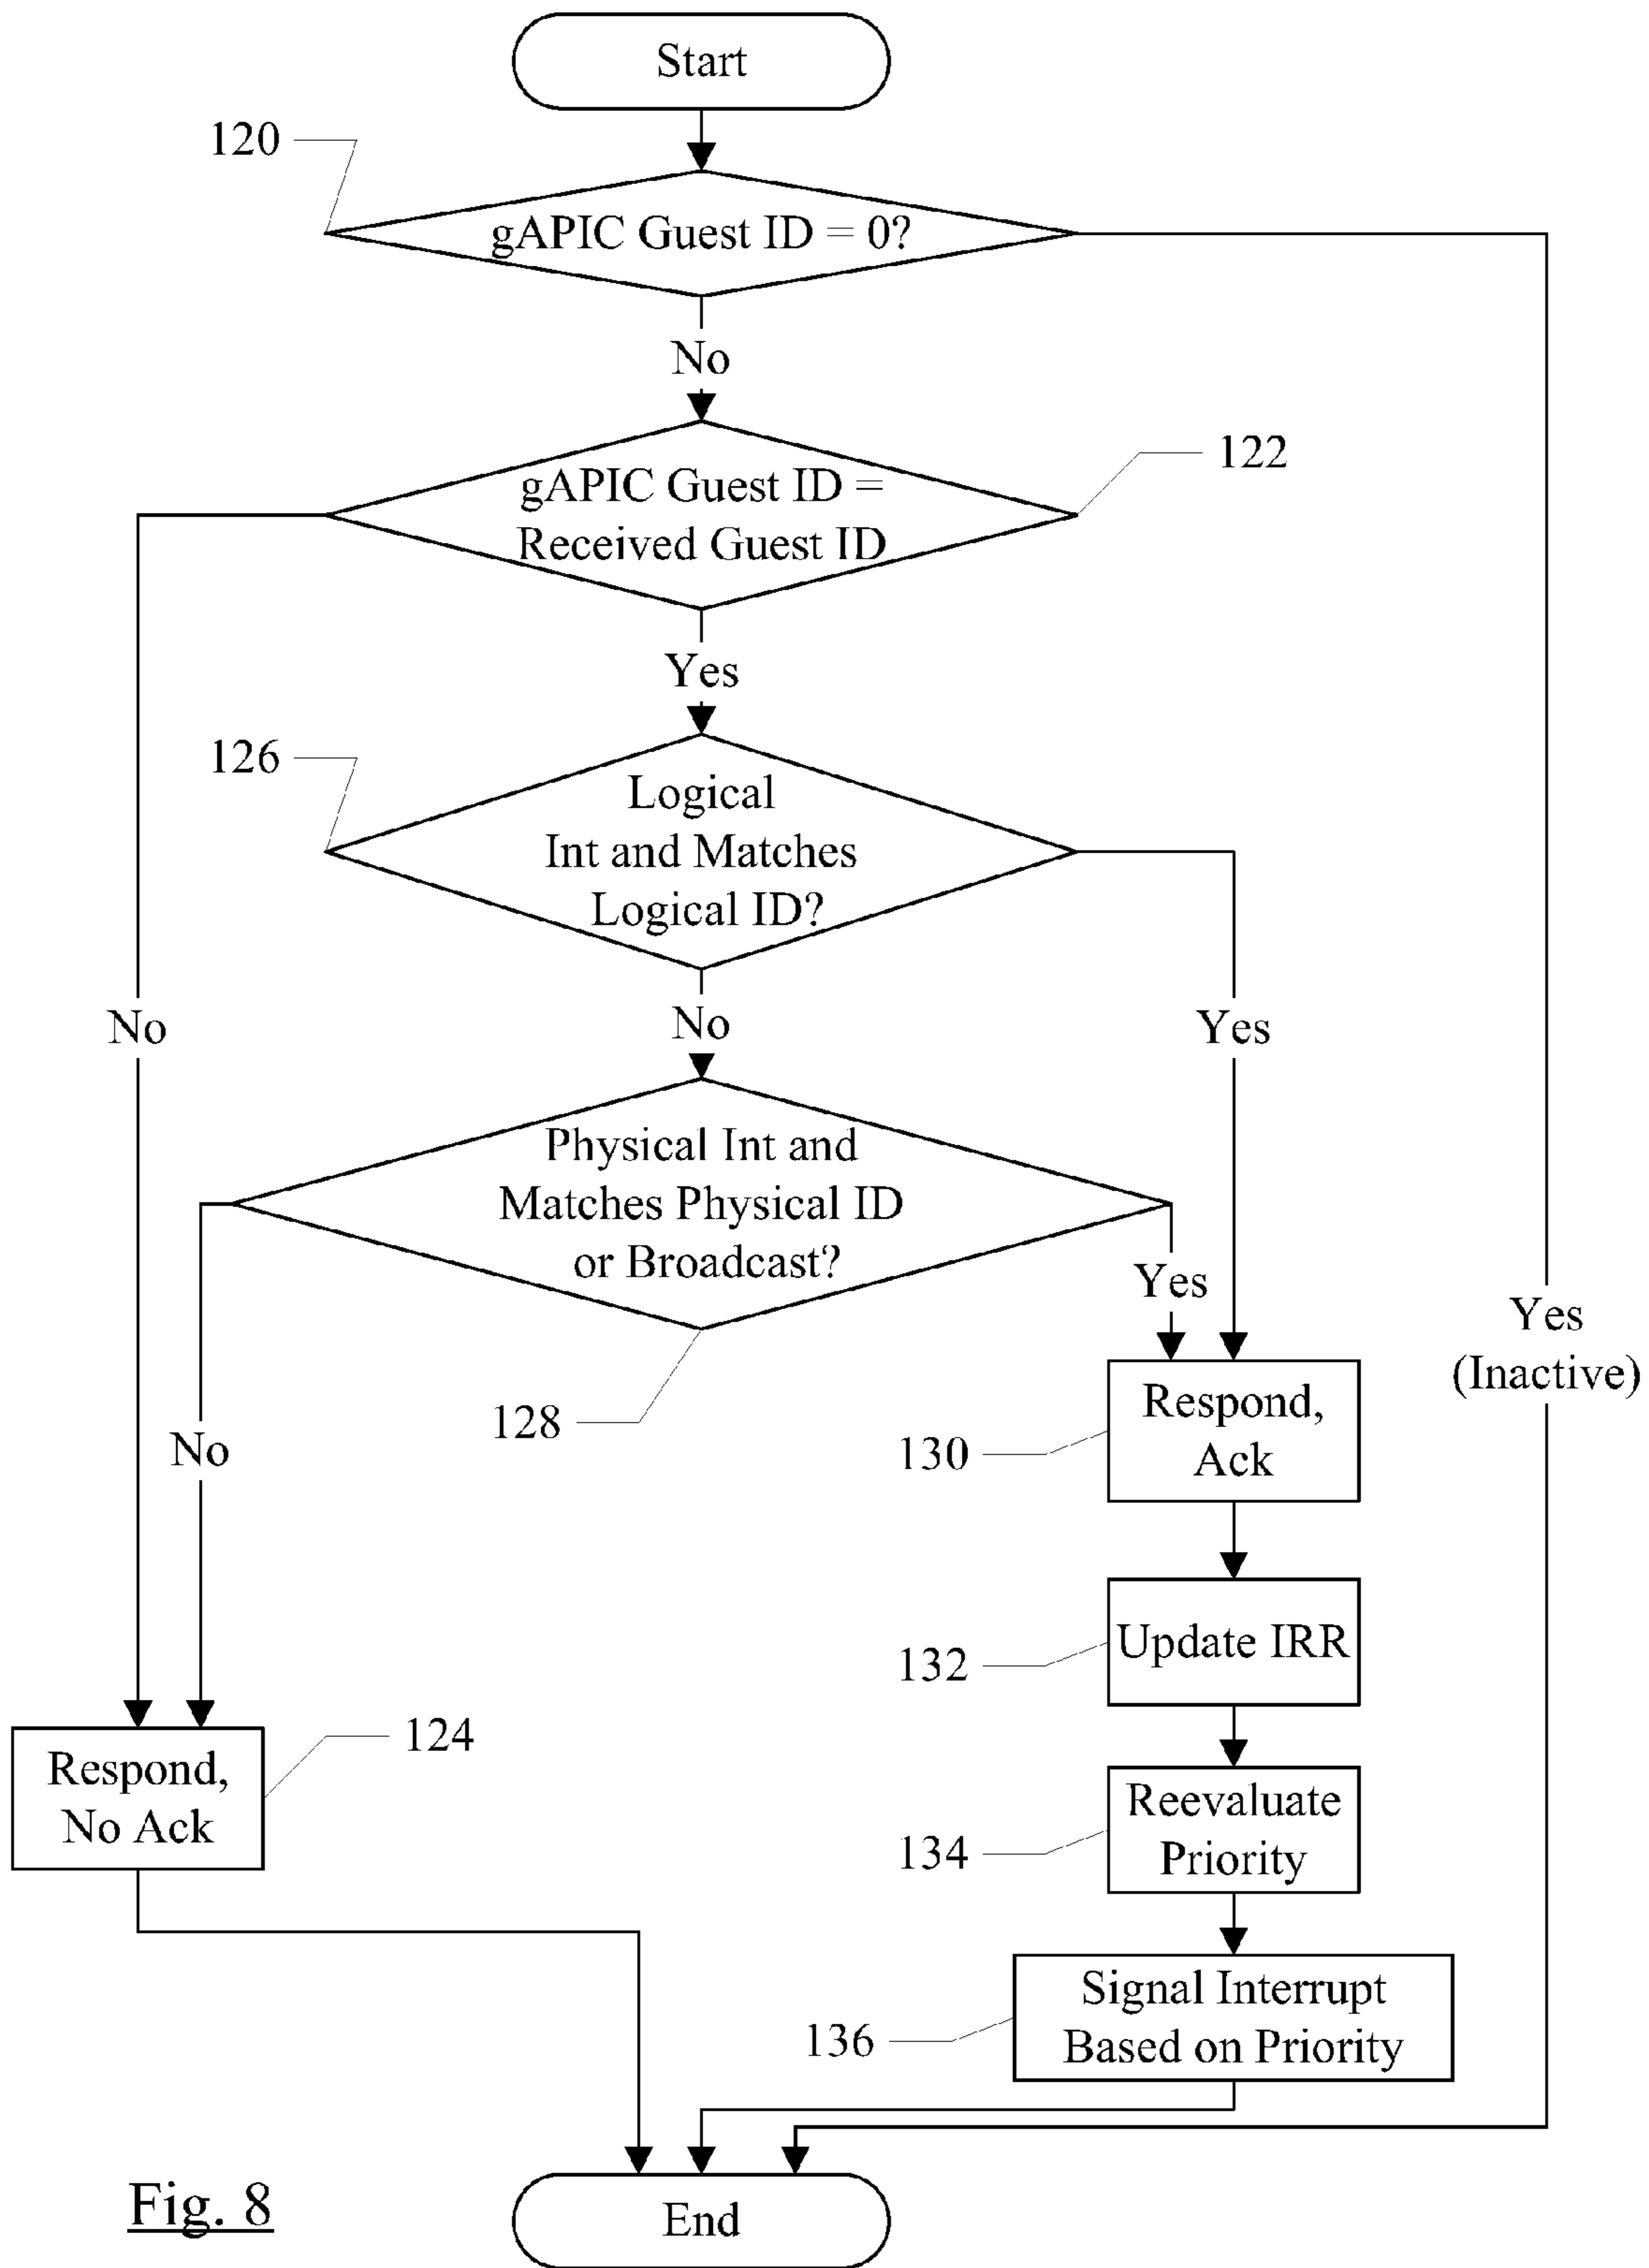 Start
120
gAPIC Guest ID = 0?
No
122
gAPIC Guest ID =
Received Guest ID
Yes
126
Logical
Int and Matches
Logical ID?
No
No
Yes
Physical Int and
Matches Physical ID
or Broadcast?
Yes
Yes
(Inactive)
128
No
Respond,
Ack
130
Update IRR
132
124
Respond,
No Ack
Reevaluate
Priority
134
Signal Interrupt
Based on Priority
136
Fig. 8
End